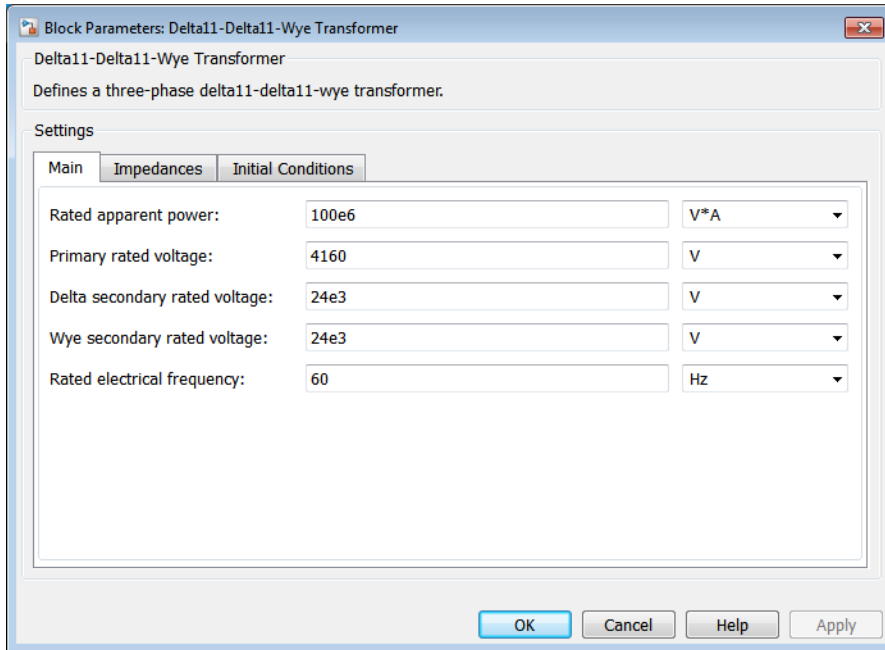 Block Parameters: Delta11-Delta11-Wye Transformer
Delta11-Delta11-Wye Transformer
Defines a three-phase delta11-delta11-wye transformer.
Settings
Main Impedances Initial Conditions
Rated apparent power: 100e6 V*A
Primary rated voltage: 4160 V
Delta secondary rated voltage: 24e3 V
Wye secondary rated voltage: 24e3 V
Rated electrical frequency: 60 Hz
OK Cancel Help Apply